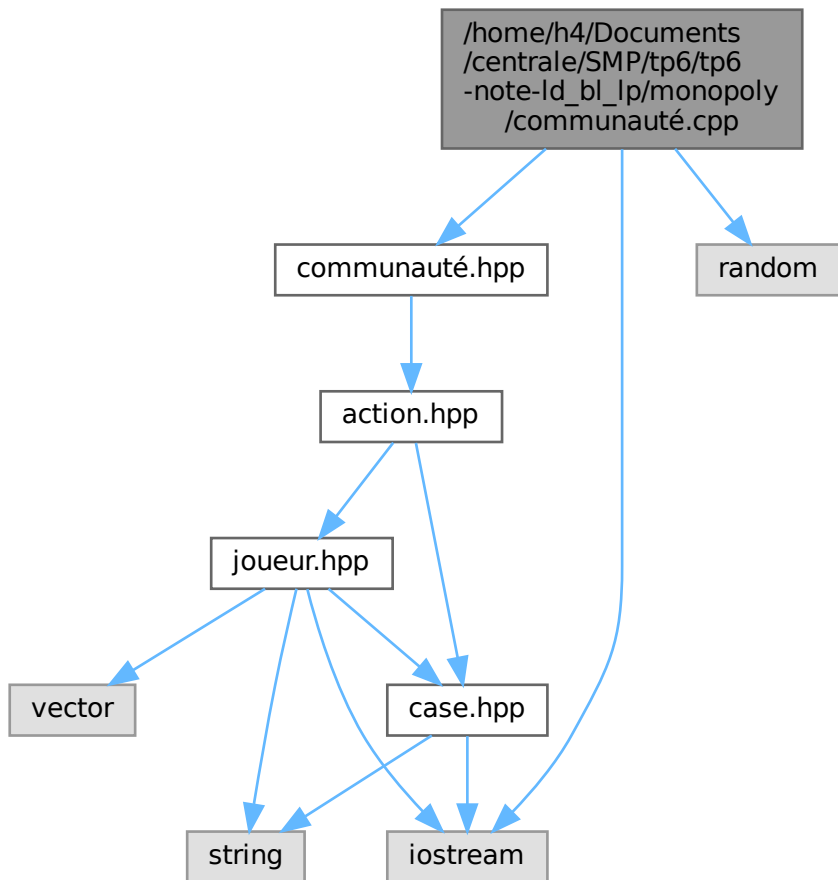 /home/h4/Documents
/centrale/SMP/tp6/tp6
-note-ld_bl_lp/monopoly
/communauté.cpp
communauté.hpp
random
action.hpp
joueur.hpp
vector
case.hpp
string
iostream